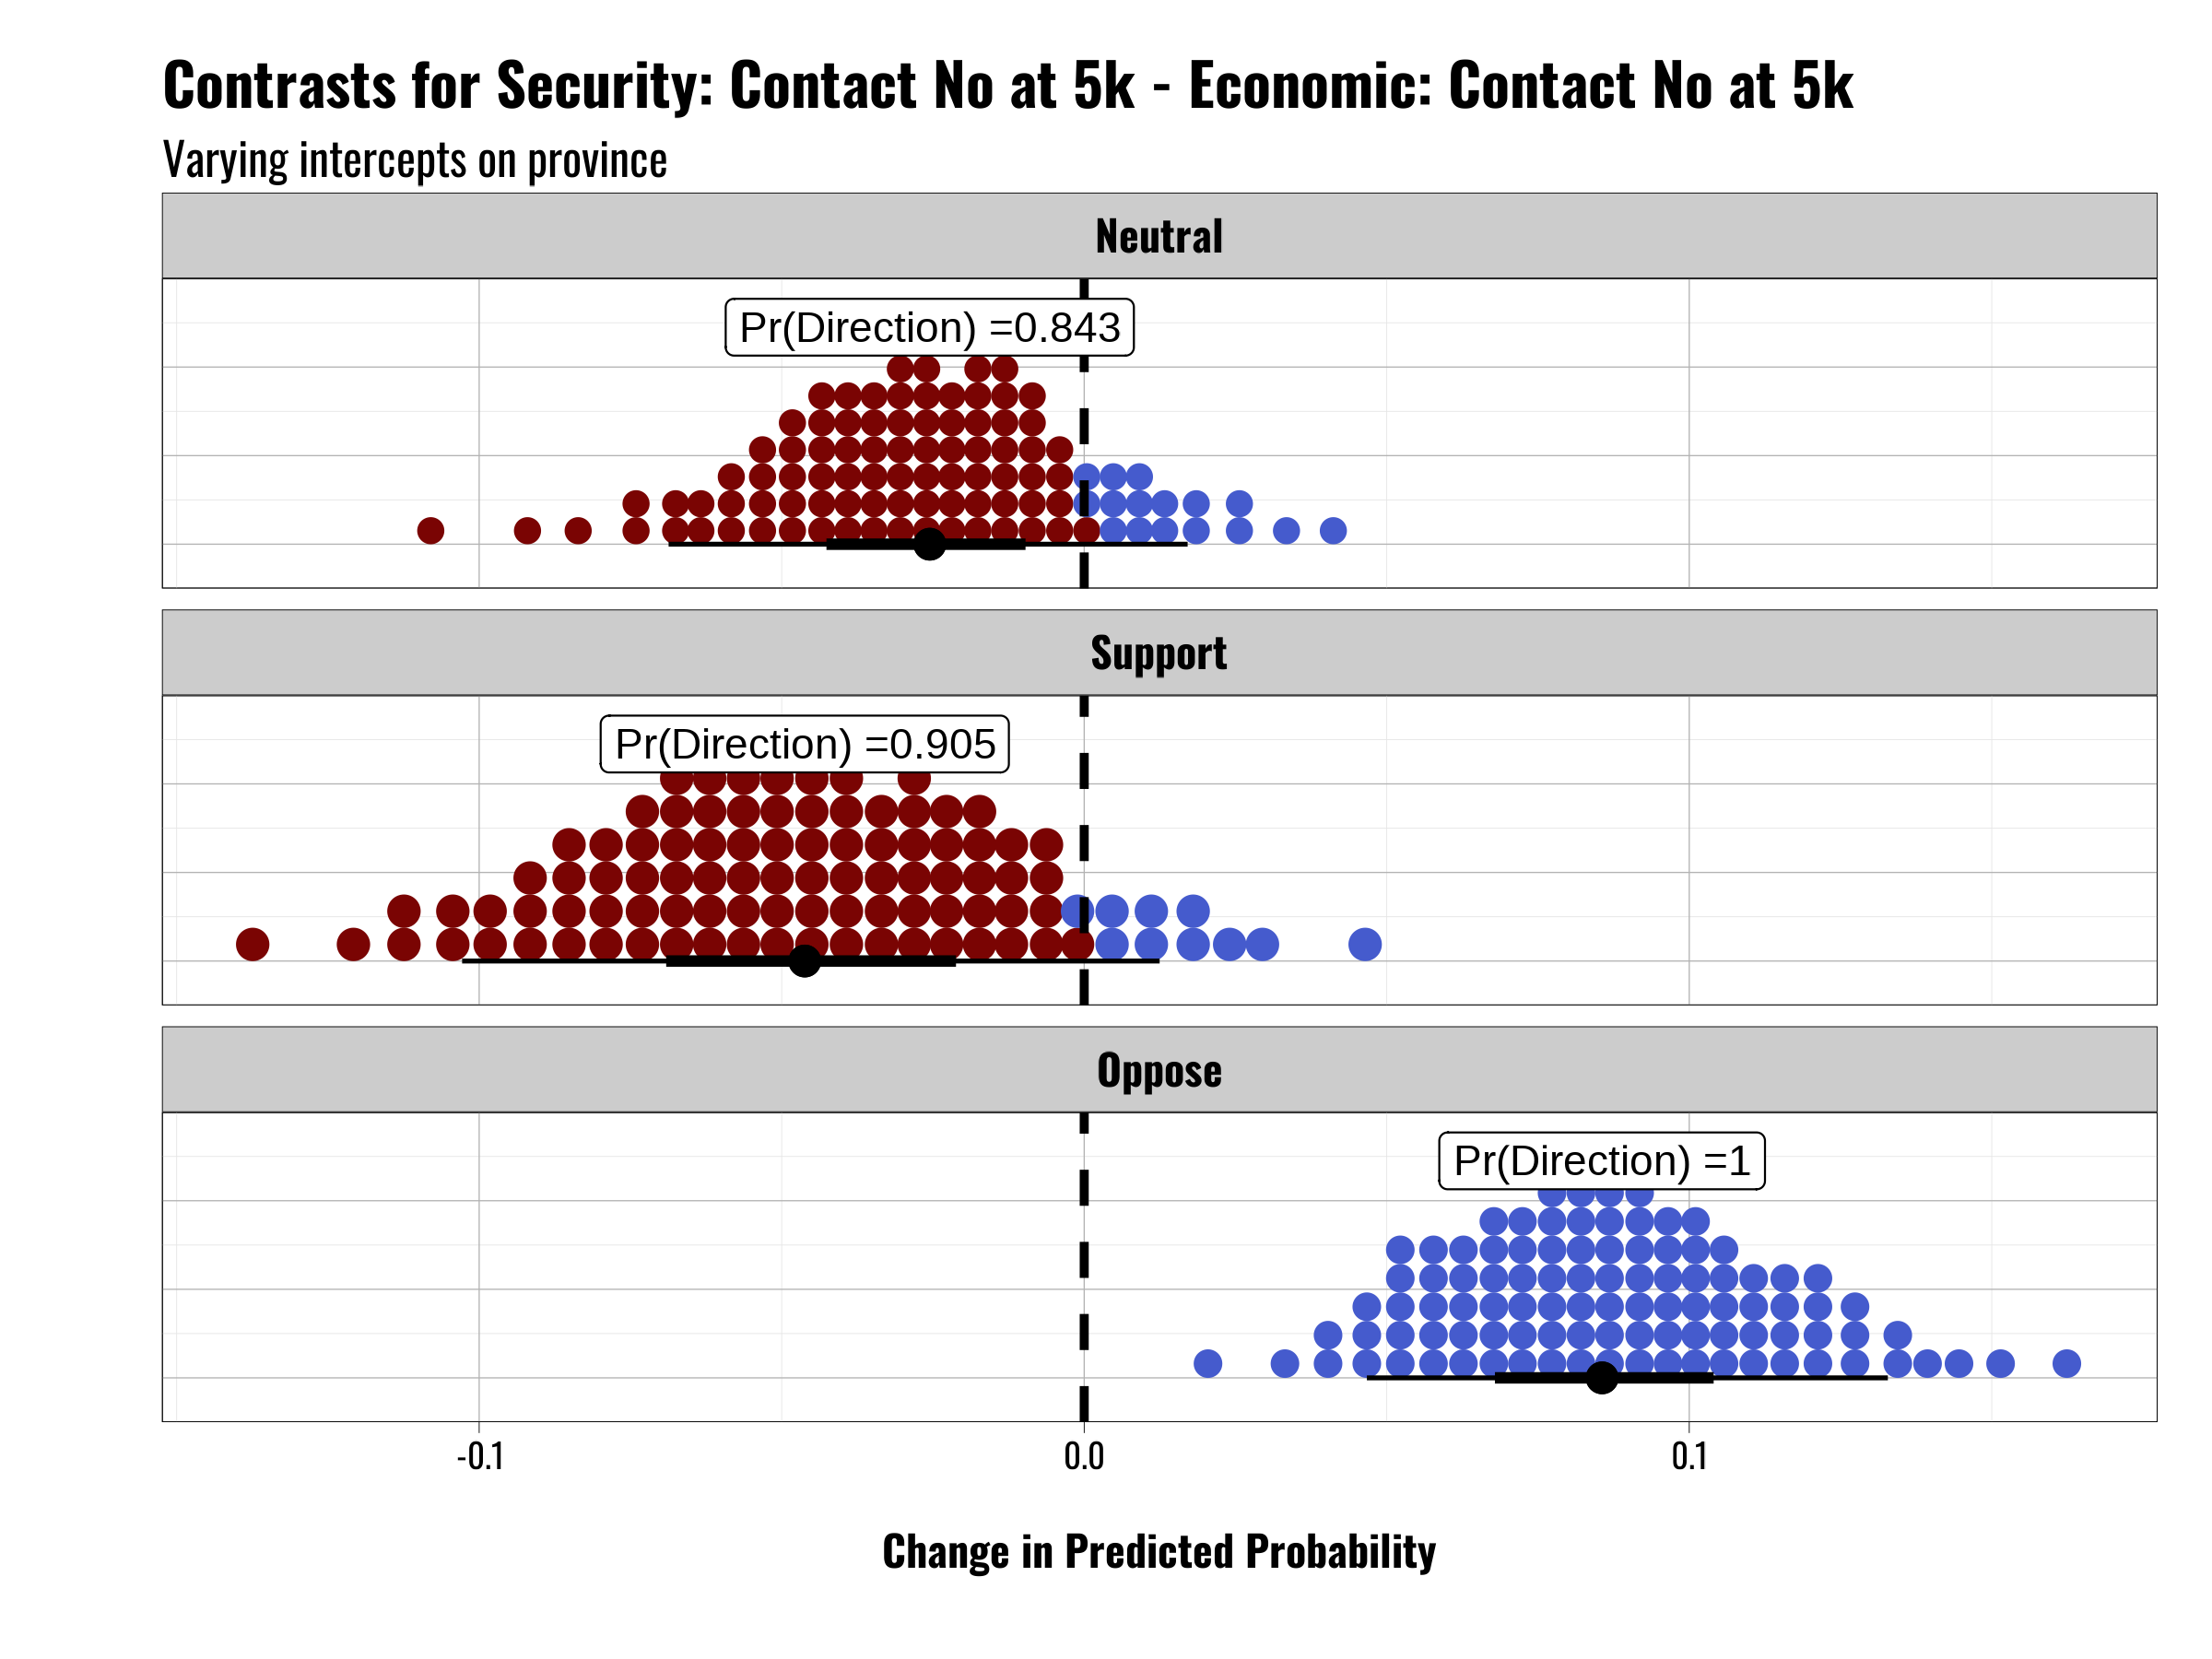 Contrasts for Security: Contact No at 5k - Economic: Contact No at 5k
Varying intercepts on province
Neutral
Pr(Direction) =0.843
Support
Pr(Direction) =0.905
Oppose
Pr(Direction) =1
-0.1 0.0 0.1
Change in Predicted Probability